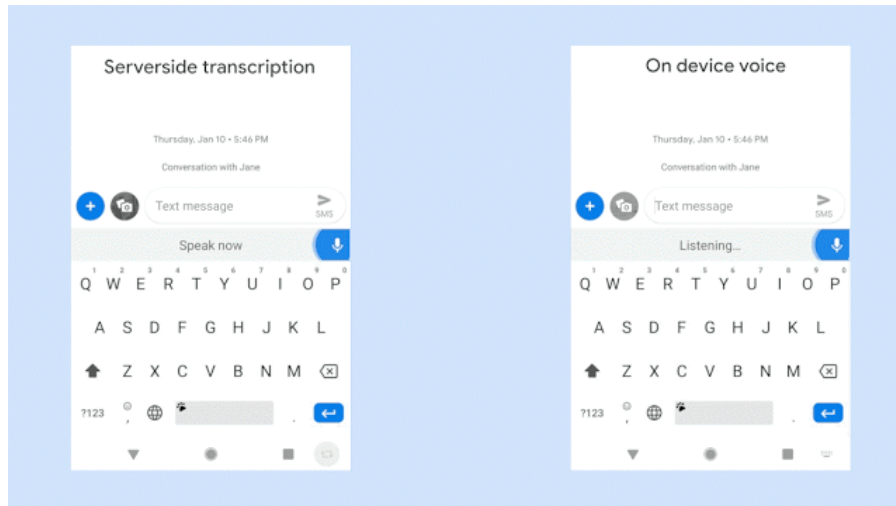 Serverside transcription
Thursday, Jan 10 • 5:46 PM
Conversation with Jane
Text message
SMS
Speak now
1 2 3 4 5 6 7 8 9 0
Q W E R T Y U I O P
A S D F G H J K L
Z X C V B N M
?123 , .
On device voice
Thursday, Jan 10 • 5:46 PM
Conversation with Jane
Text message
SMS
Listening...
1 2 3 4 5 6 7 8 9 0
Q W E R T Y U I O P
A S D F G H J K L
Z X C V B N M
?123 , .